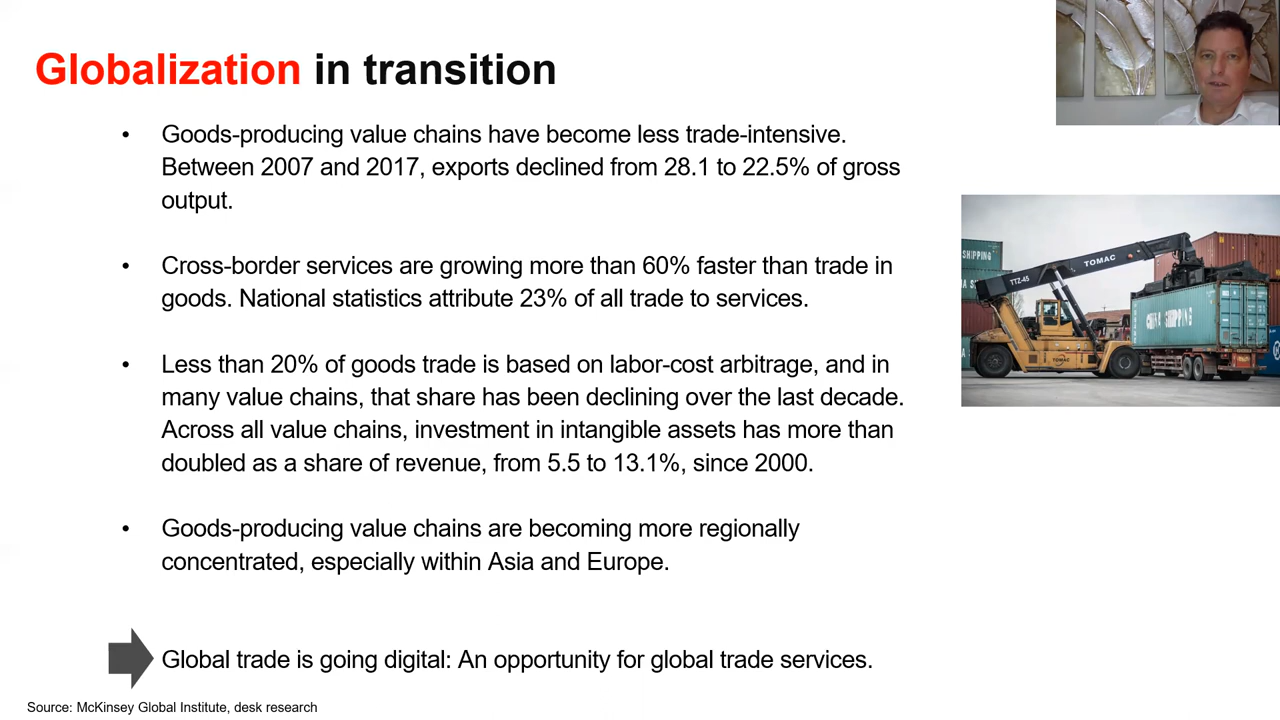 Globalization in transition
• Goods-producing value chains have become less trade-intensive.
Between 2007 and 2017, exports declined from 28.1 to 22.5% of gross
output.
• Cross-border services are growing more than 60% faster than trade in
goods. National statistics attribute 23% of all trade to services.
• Less than 20% of goods trade is based on labor-cost arbitrage, and in
many value chains, that share has been declining over the last decade.
Across all value chains, investment in intangible assets has more than
doubled as a share of revenue, from 5.5 to 13.1%, since 2000.
• Goods-producing value chains are becoming more regionally
concentrated, especially within Asia and Europe.
Global trade is going digital: An opportunity for global trade services.
Source: McKinsey Global Institute, desk research
SHIPPING
TOMAC
TTZ-45
CHINA SHIPPING
TOMAC